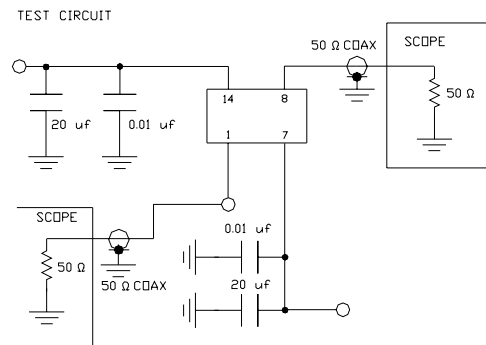 TEST CIRCUIT
50 Ω COAX
SCOPE
14
8
50 Ω
20 uf
0.01 uf
1
7
SCOPE
0.01 uf
50 Ω
20 uf
50 Ω COAX